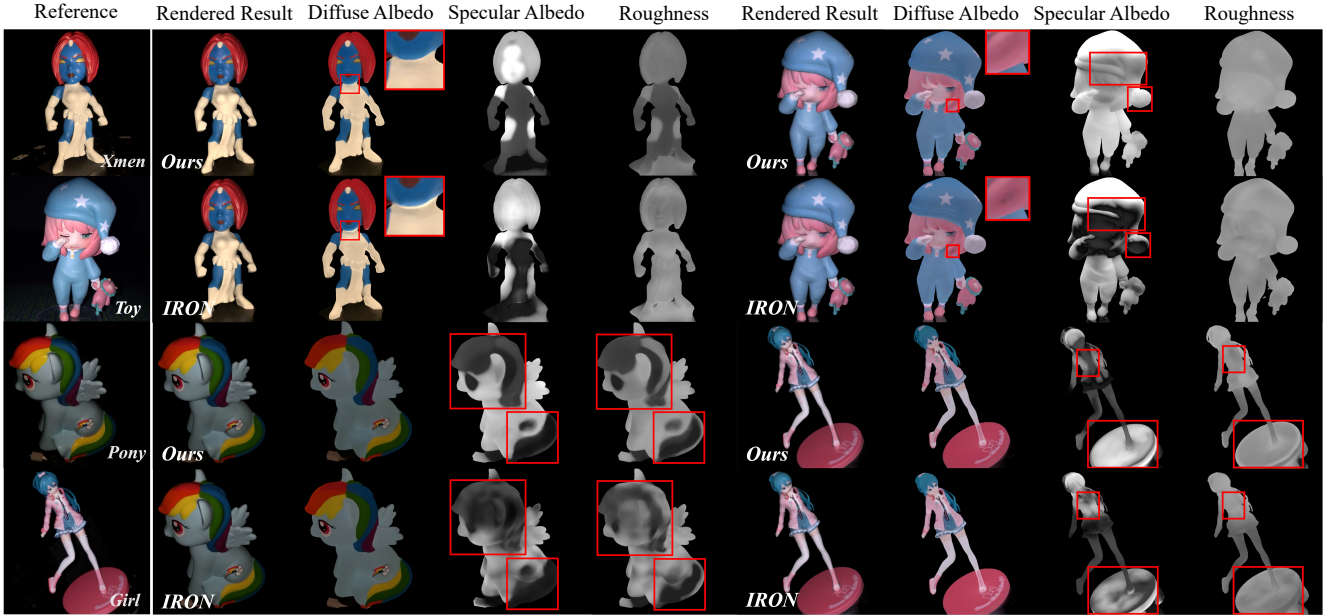 Reference Rendered Result Diffuse Albedo Specular Albedo Roughness Rendered Result Diffuse Albedo Specular Albedo Roughness
Xmen Ours Ours
Toy IRON IRON
Pony Ours Ours
Girl IRON IRON